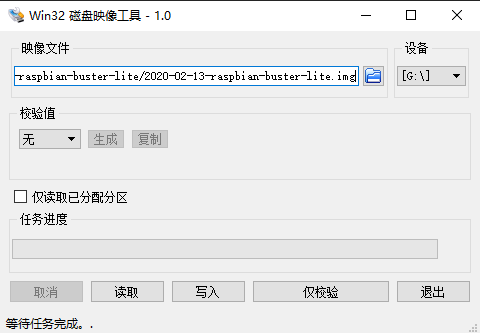 Win32 磁盘映像工具 - 1.0
映像文件
设备
-raspbian-buster-lite/2020-02-13-raspbian-buster-lite.img
[G:\]
校验值
无
生成
复制
仅读取已分配分区
任务进度
取消
读取
写入
仅校验
退出
等待任务完成。.